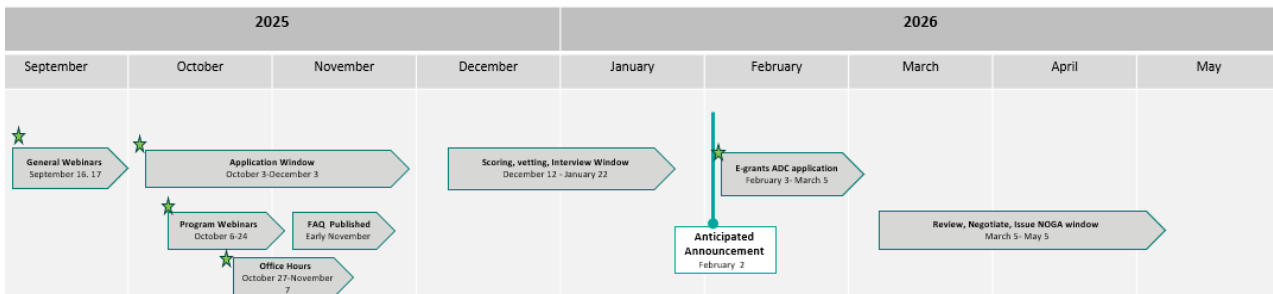 2025
2026
September
October
November
December
January
February
March
April
May
General Webinars
September 16. 17
Application Window
October 3-December 3
Scoring, vetting, Interview Window
December 12 - January 22
E-grants ADC application
February 3- March 5
Program Webinars
October 6-24
FAQ Published
Early November
Review, Negotiate, Issue NOGA window
March 5- May 5
Anticipated
Announcement
February 2
Office Hours
October 27-November
7